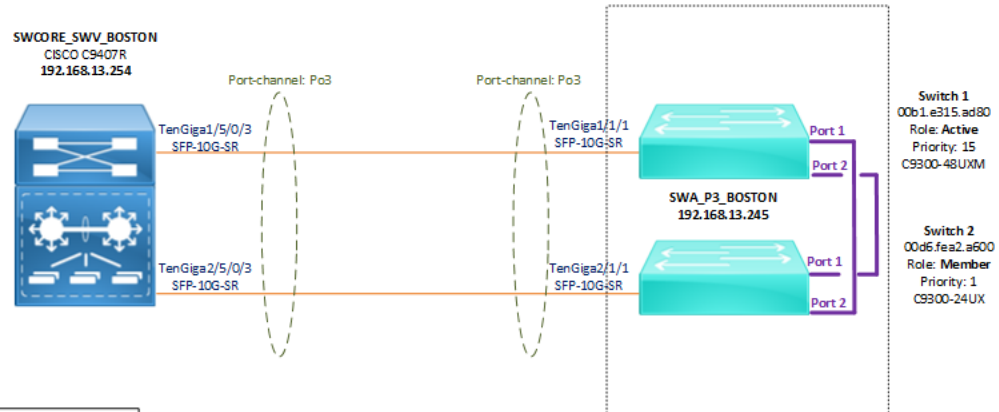 SWCORE_SWV_BOSTON
CISCO C9407R
192.168.13.254
Port-channel: Po3
Port-channel: Po3
TenGiga1/5/0/3
SFP-10G-SR
TenGiga1/1/1
SFP-10G-SR
Port 1
Port 2
Switch 1
00b1.e315.ad80
Role: Active
Priority: 15
C9300-48UXM
SWA_P3_BOSTON
192.168.13.245
TenGiga2/5/0/3
SFP-10G-SR
TenGiga2/1/1
SFP-10G-SR
Port 1
Port 2
Switch 2
00d6.fea2.a600
Role: Member
Priority: 1
C9300-24UX